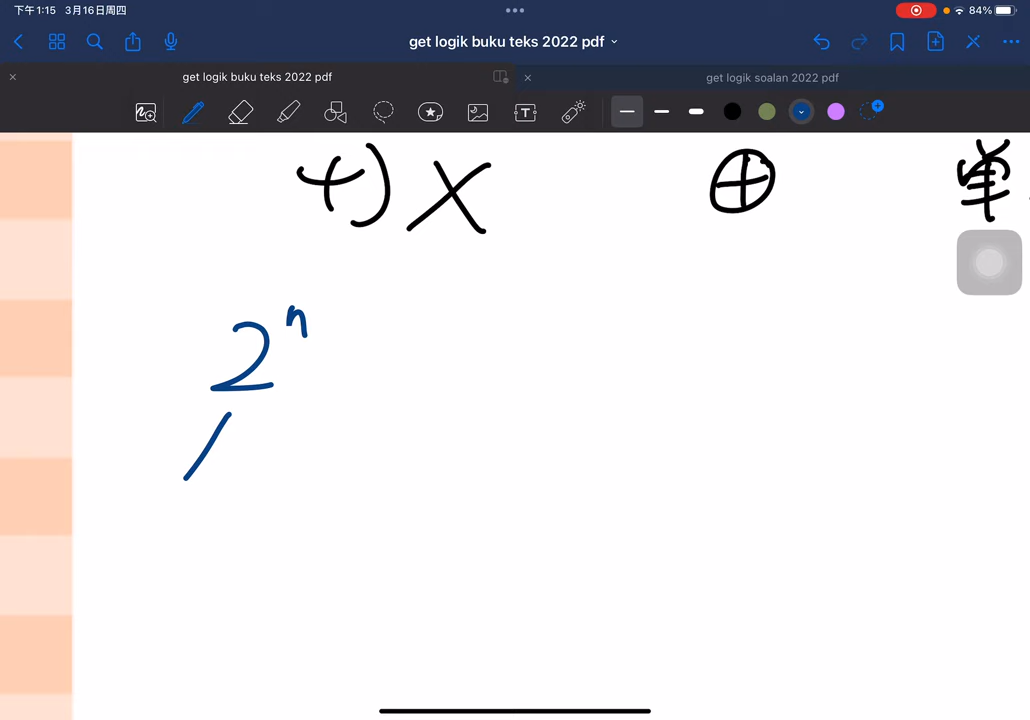 下午1:15 3月16日周四 84%
get logik buku teks 2022 pdf
get logik buku teks 2022 pdf
get logik soalan 2022 pdf
T
+) X ⊕
2ⁿ
/